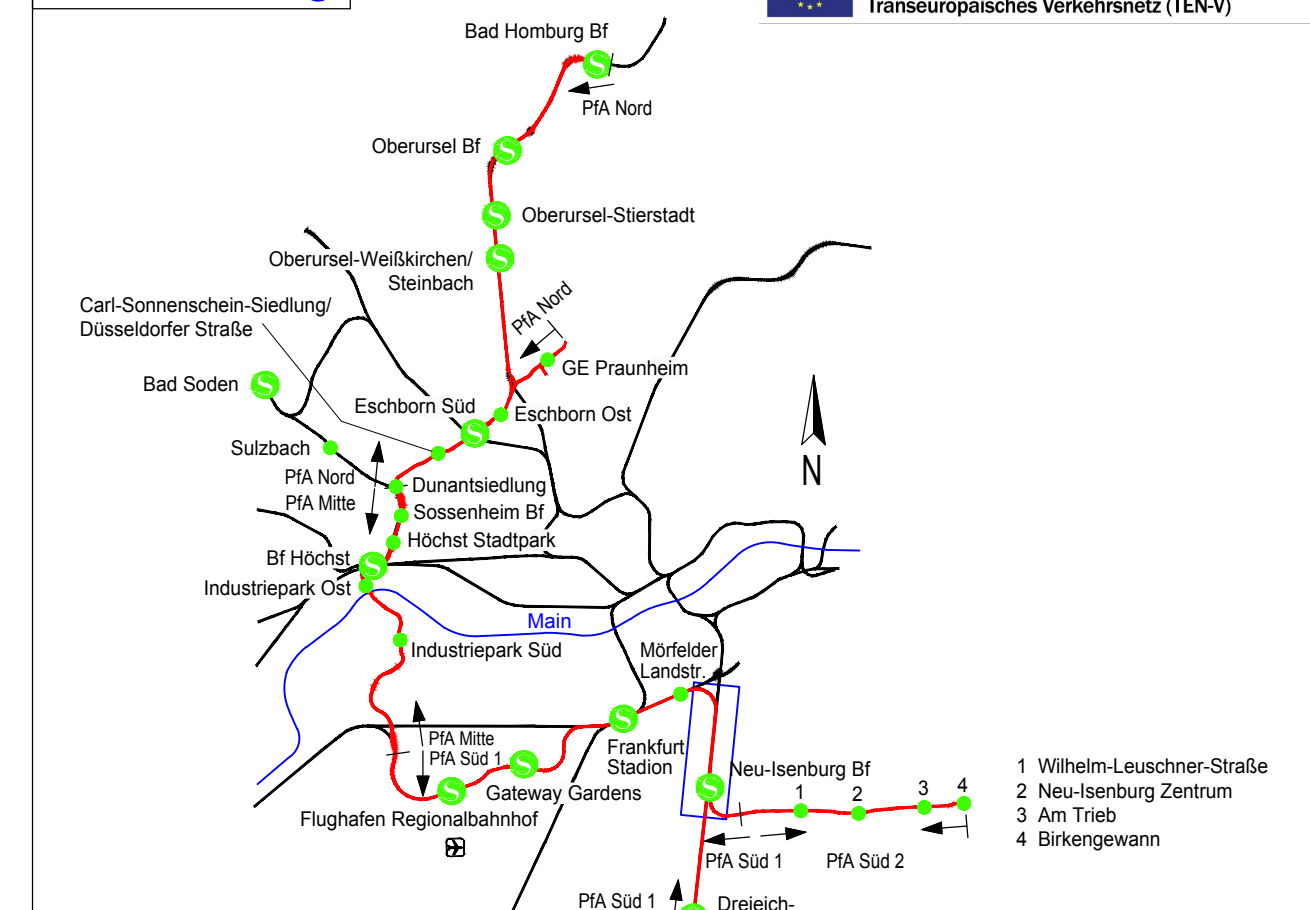 Transeuropäisches Verkehrsnetz (TEN-V)
Bad Homburg Bf
PfA Nord
Oberursel Bf
Oberursel-Stierstadt
Oberursel-Weißkirchen/
Steinbach
PfA Nord
Carl-Sonnenschein-Siedlung/
Düsseldorfer Straße
GE Praunheim
Bad Soden
Eschborn Süd
Eschborn Ost
Sulzbach
PfA Nord
PfA Mitte
Dunantsiedlung
Sossenheim Bf
Höchst Stadtpark
N
Bf Höchst
Industriepark Ost
Main
Industriepark Süd
Mörfelder
Landstr.
PfA Mitte
PfA Süd 1
Frankfurt
Stadion
Gateway Gardens
Flughafen Regionalbahnhof
Neu-Isenburg Bf
1
2
3
4
PfA Süd 1
PfA Süd 2
1 Wilhelm-Leuschner-Straße
2 Neu-Isenburg Zentrum
3 Am Trieb
4 Birkengewann
PfA Süd 1
Dreieich-